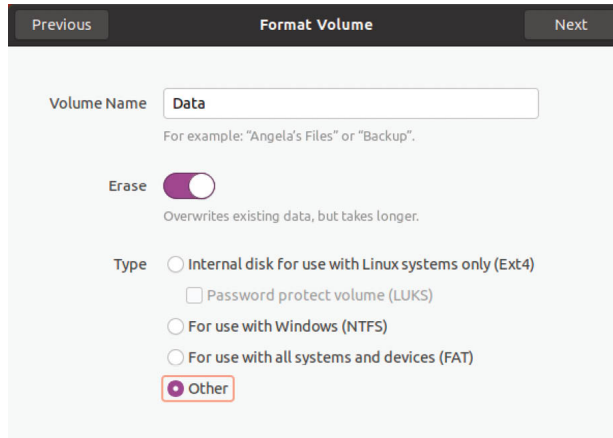 Previous Format Volume Next
Volume Name Data
For example: “Angela's Files” or “Backup”.
Erase
Overwrites existing data, but takes longer.
Type Internal disk for use with Linux systems only (Ext4)
Password protect volume (LUKS)
For use with Windows (NTFS)
For use with all systems and devices (FAT)
Other